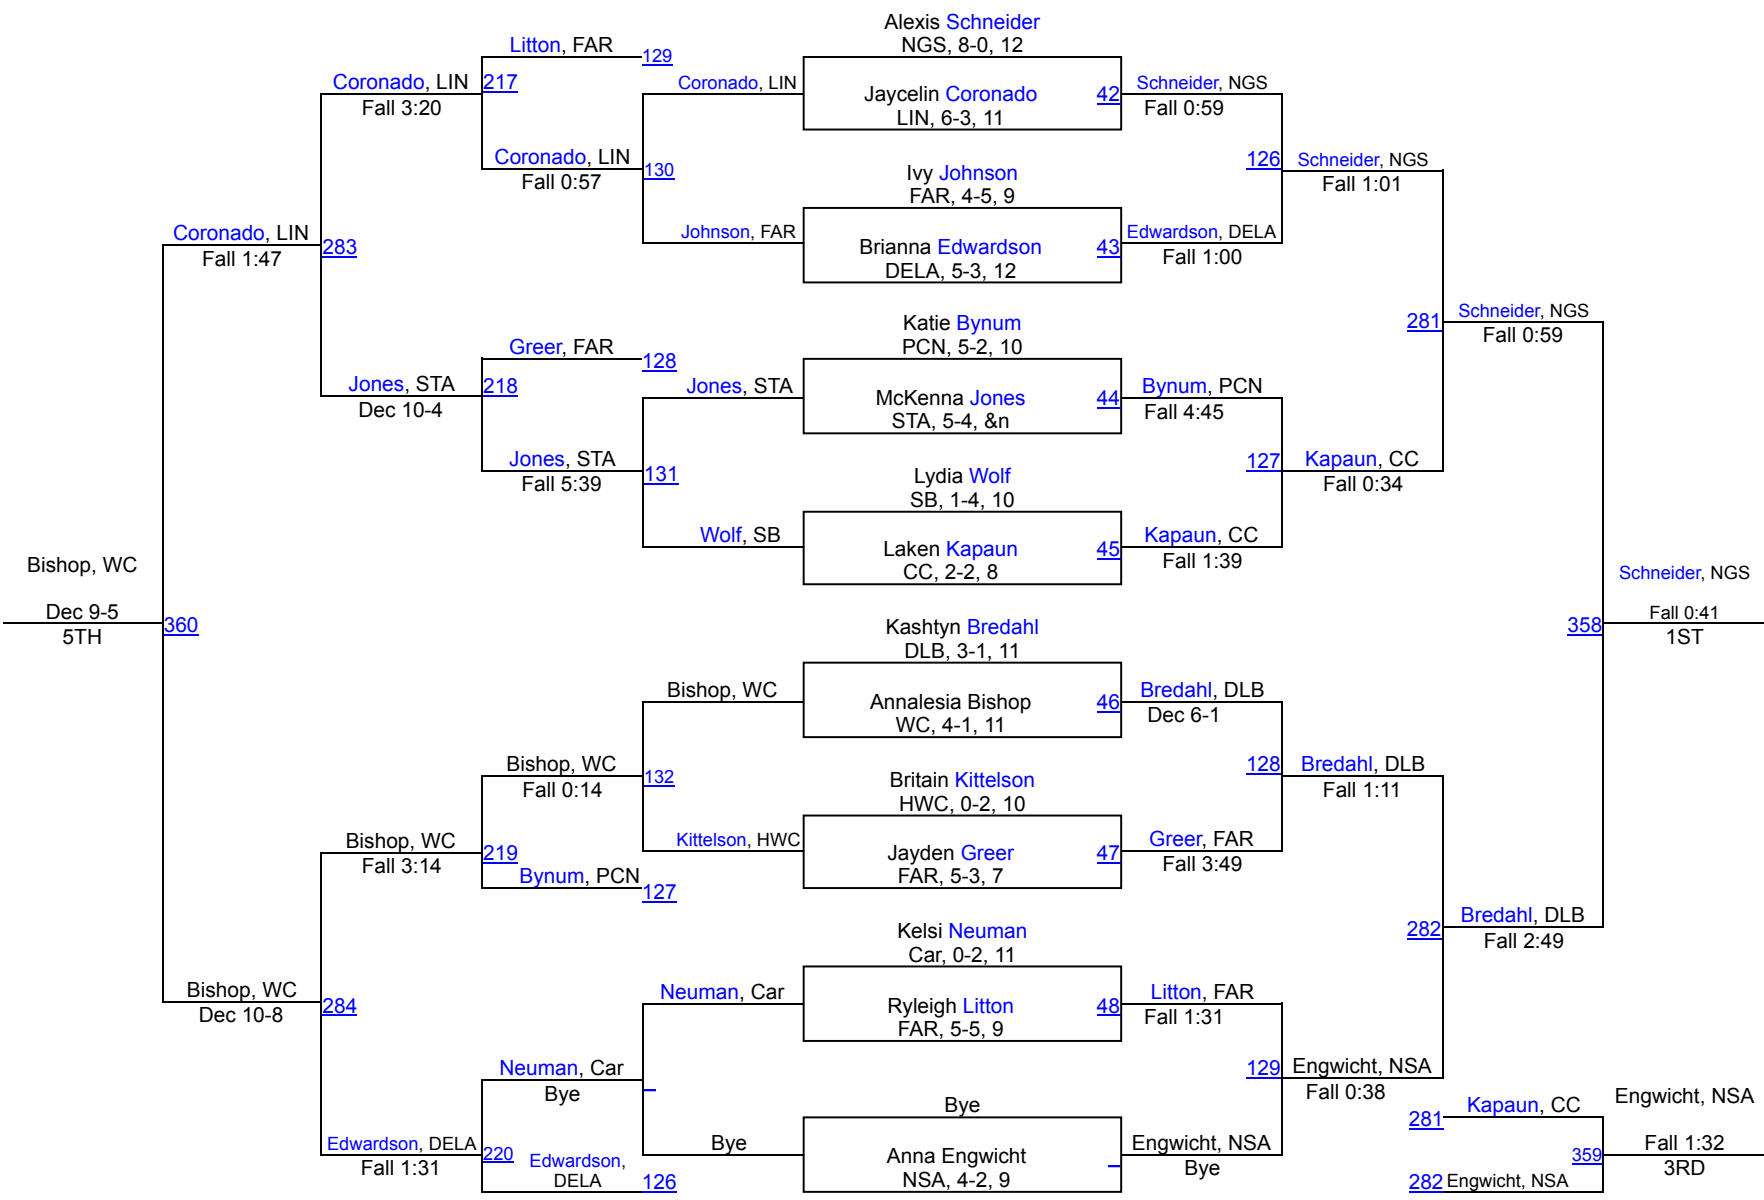 Alexis Schneider
NGS, 8-0, 12
Litton, FAR
129
Coronado, LIN
217
Fall 3:20
Coronado, LIN
Jaycelin Coronado
LIN, 6-3, 11
42
Schneider, NGS
Fall 0:59
Coronado, LIN
Fall 0:57
130
Ivy Johnson
FAR, 4-5, 9
126
Schneider, NGS
Fall 1:01
Coronado, LIN
Fall 1:47
283
Johnson, FAR
Brianna Edwardson
DELA, 5-3, 12
43
Edwardson, DELA
Fall 1:00
Katie Bynum
PCN, 5-2, 10
281
Schneider, NGS
Fall 0:59
Greer, FAR
128
Jones, STA
Dec 10-4
218
Jones, STA
McKenna Jones
STA, 5-4, &n
44
Bynum, PCN
Fall 4:45
Jones, STA
Fall 5:39
131
Lydia Wolf
SB, 1-4, 10
127
Kapaun, CC
Fall 0:34
Wolf, SB
Laken Kapaun
CC, 2-2, 8
45
Kapaun, CC
Fall 1:39
Bishop, WC
Dec 9-5
5TH
360
Schneider, NGS
Fall 0:41
1ST
358
Kashtyn Bredahl
DLB, 3-1, 11
Bishop, WC
Annalesia Bishop
WC, 4-1, 11
46
Bredahl, DLB
Dec 6-1
Bishop, WC
Fall 0:14
132
Britain Kittelson
HWC, 0-2, 10
128
Bredahl, DLB
Fall 1:11
Bishop, WC
Fall 3:14
219
Kittelson, HWC
Jayden Greer
FAR, 5-3, 7
47
Greer, FAR
Fall 3:49
Bynum, PCN
127
Kelsi Neuman
Car, 0-2, 11
282
Bredahl, DLB
Fall 2:49
Bishop, WC
Dec 10-8
284
Neuman, Car
Ryleigh Litton
FAR, 5-5, 9
48
Litton, FAR
Fall 1:31
Neuman, Car
Bye
129
Engwicht, NSA
Fall 0:38
Bye
Edwardson, DELA
Fall 1:31
220
Edwardson,
DELA
126
Bye
Anna Engwicht
NSA, 4-2, 9
Engwicht, NSA
Bye
281
Kapaun, CC
Engwicht, NSA
Fall 1:32
3RD
359
282
Engwicht, NSA